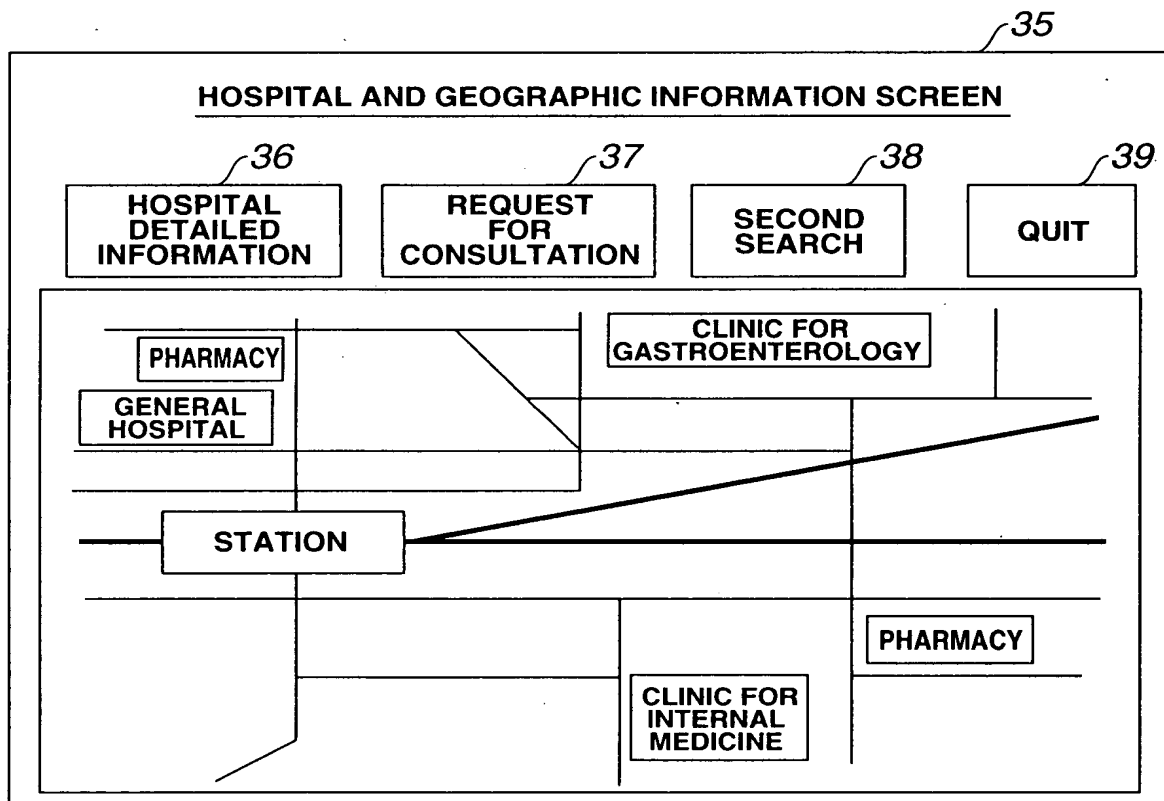 35
HOSPITAL AND GEOGRAPHIC INFORMATION SCREEN
36
37
38
39
HOSPITAL
DETAILED
INFORMATION
REQUEST
FOR
CONSULTATION
SECOND
SEARCH
QUIT
CLINIC FOR
GASTROENTEROLOGY
PHARMACY
GENERAL
HOSPITAL
STATION
PHARMACY
CLINIC FOR
INTERNAL
MEDICINE